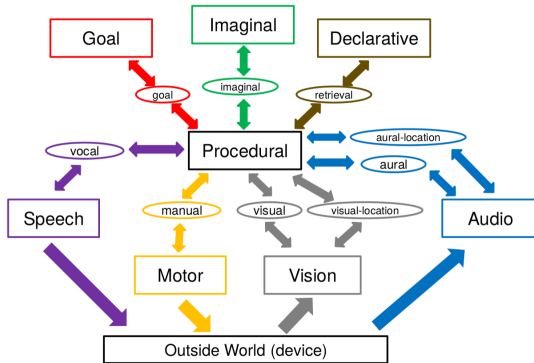 Goal
Imaginal
Declarative
goal
imaginal
retrieval
vocal
Procedural
aural-location
aural
Speech
manual
visual
visual-location
Audio
Motor
Vision
Outside World (device)